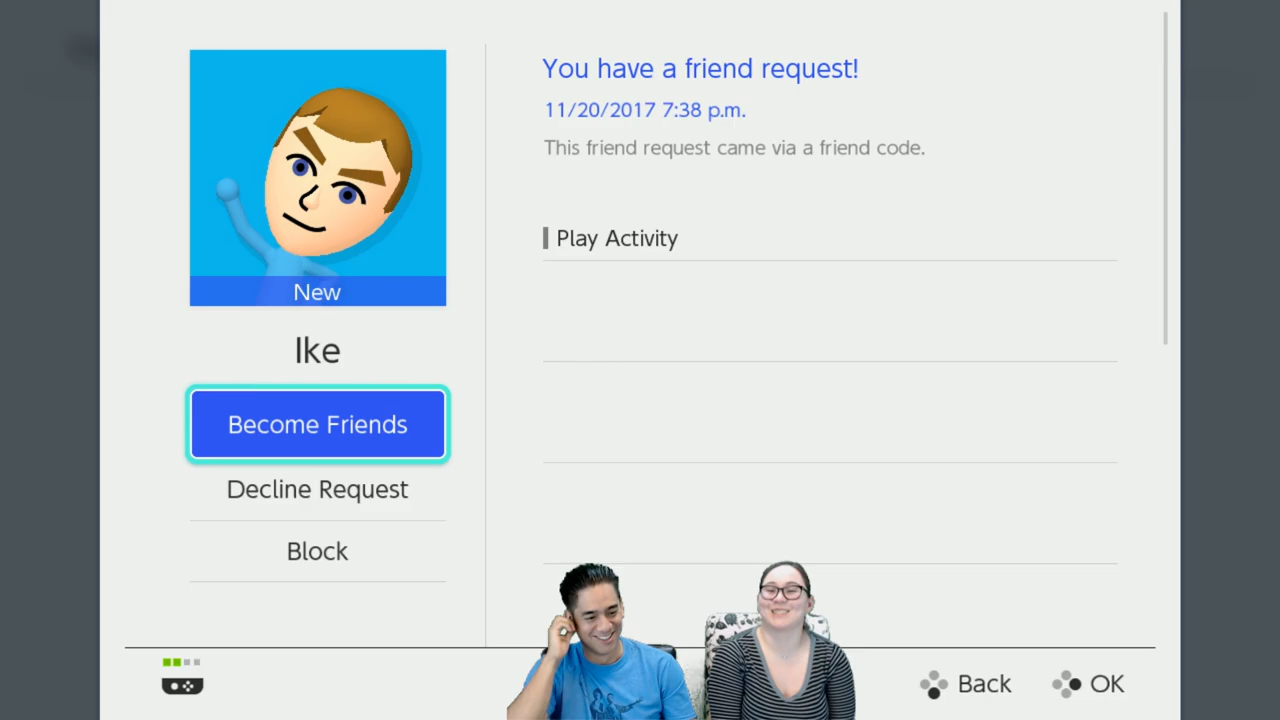 You have a friend request!
11/20/2017 7:38 p.m.
This friend request came via a friend code.
Play Activity
New
Ike
Become Friends
Decline Request
Block
Back
OK